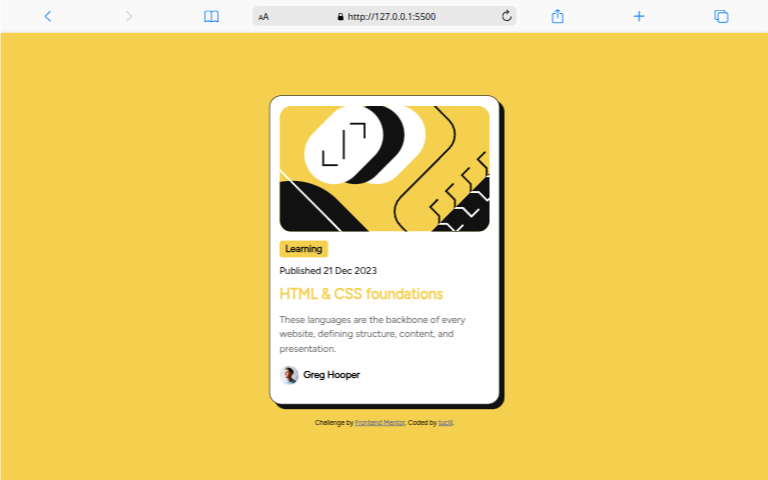 AA http://127.0.0.1:5500
Learning
Published 21 Dec 2023
HTML & CSS foundations
These languages are the backbone of every
website, defining structure, content, and
presentation.
Greg Hooper
Challenge by Frontend Mentor. Coded by